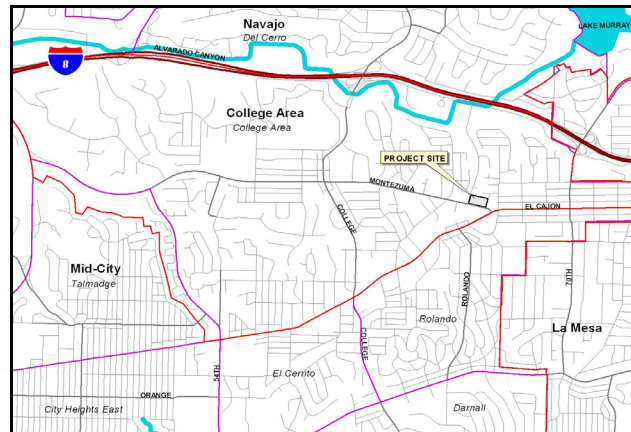 Navajo
Del Cerro
LAKE MURRAY
ALVARADO CANYON
8
College Area
College Area
PROJECT SITE
MONTEZUMA
EL CAJON
COLLEGE
Mid-City
Talmadge
ROLANDO
70TH
Rolando
La Mesa
COLLEGE
54TH
El Cerrito
ORANGE
City Heights East
Darnall